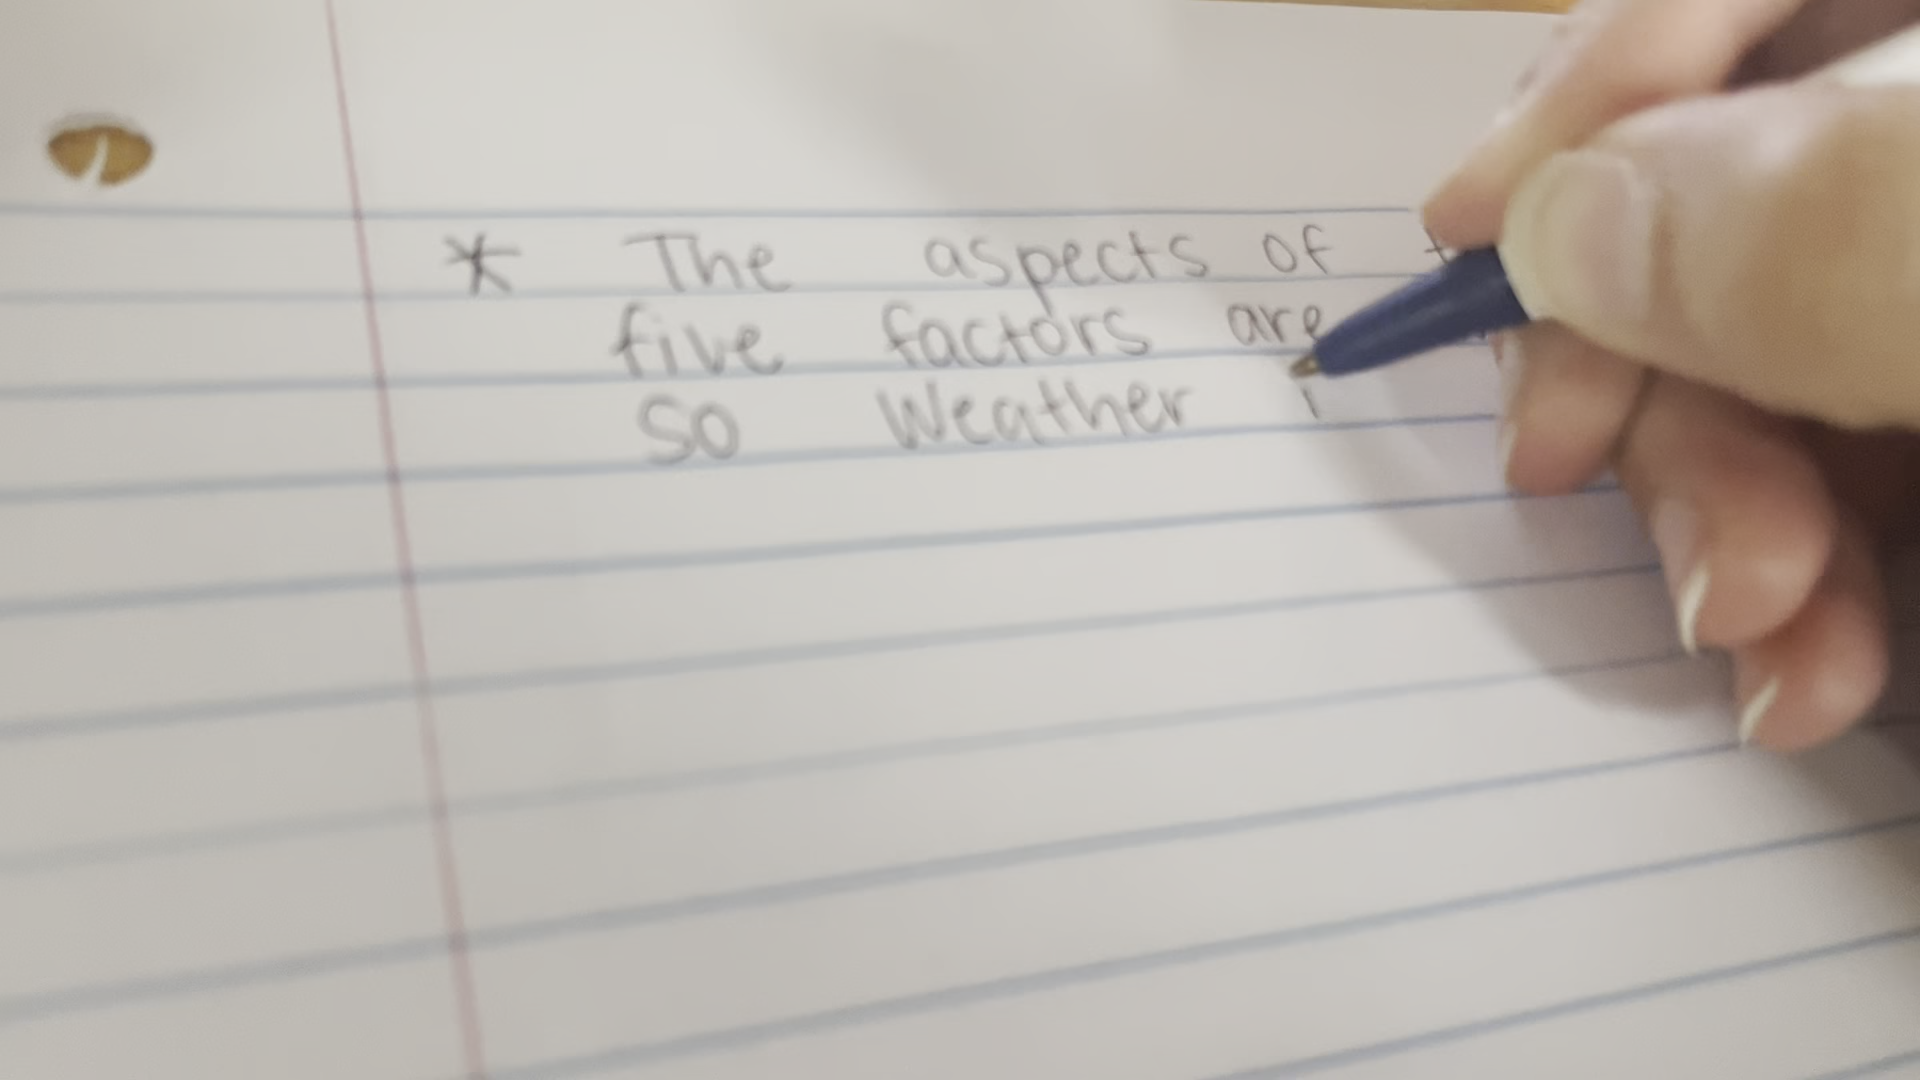 * The aspects of
five factors are
So Weather i